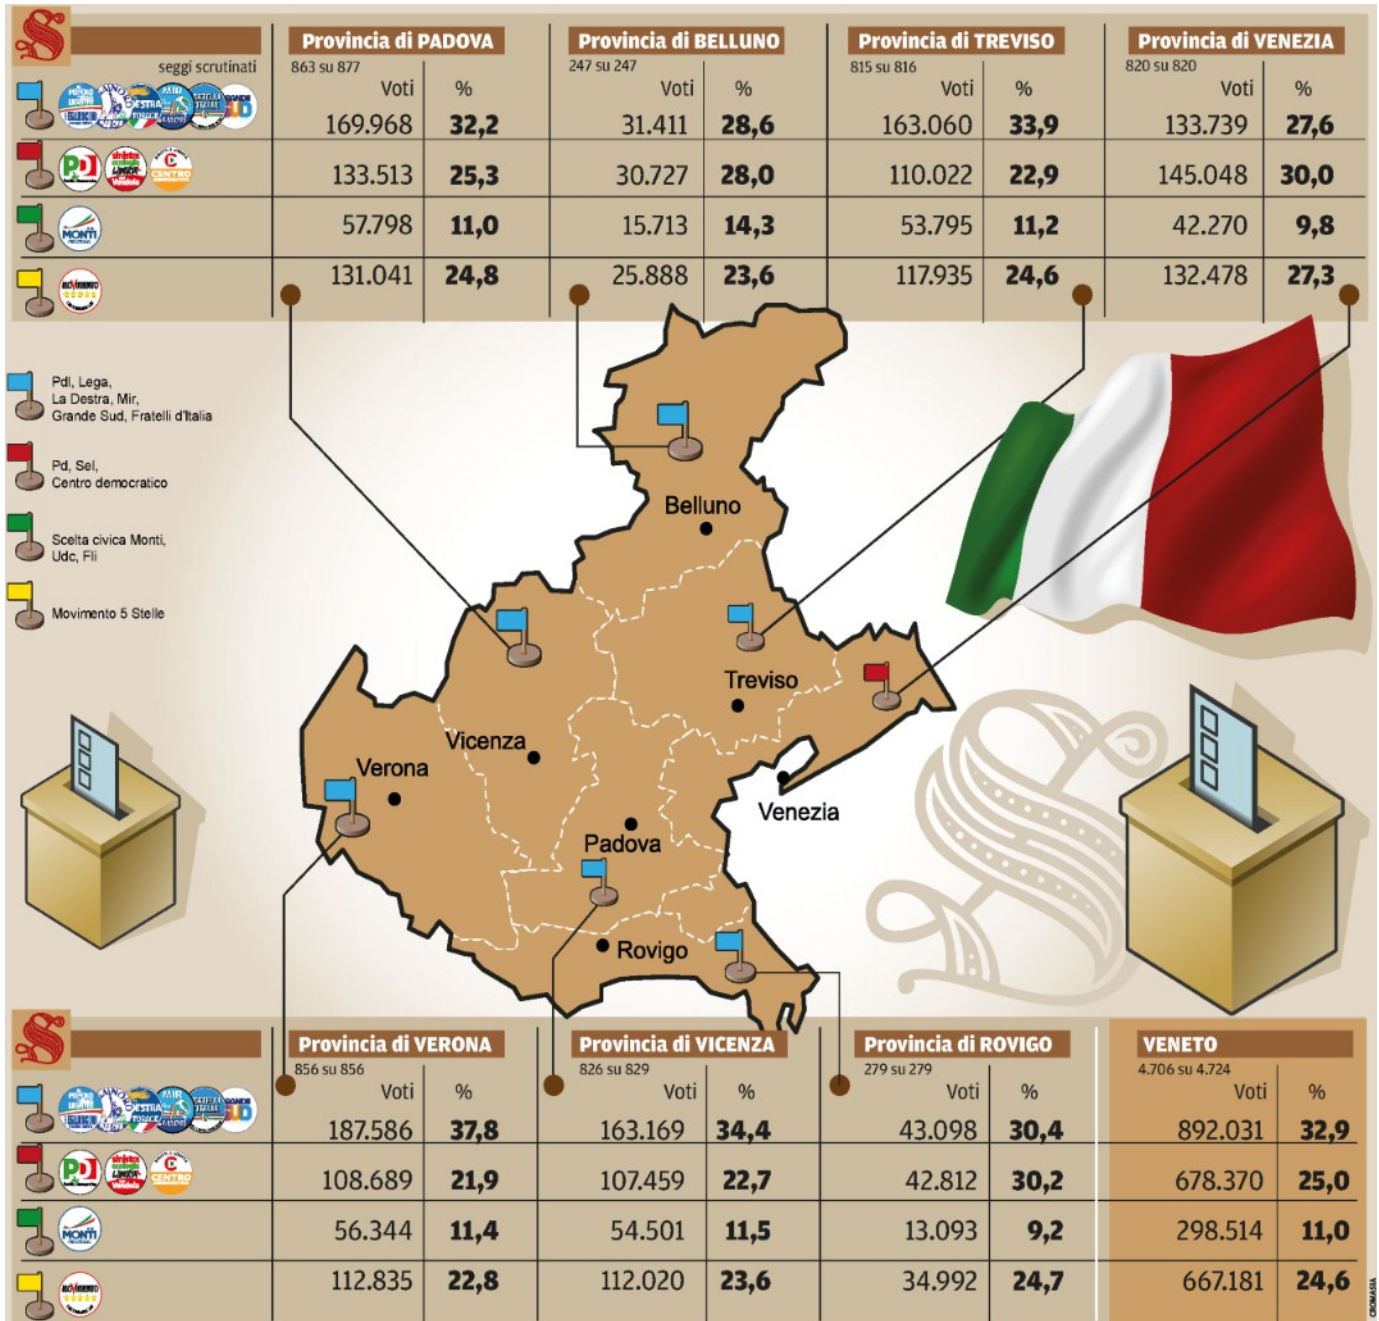 Provincia di PADOVA Provincia di BELLUNO Provincia di TREVISO Provincia di VENEZIA
seggi scrutinati 863 su 877 247 su 247 815 su 816 820 su 820
Voti % Voti % Voti % Voti %
169.968 32,2 31.411 28,6 163.060 33,9 133.739 27,6
133.513 25,3 30.727 28,0 110.022 22,9 145.048 30,0
MONTI 57.798 11,0 15.713 14,3 53.795 11,2 42.270 9,8
131.041 24,8 25.888 23,6 117.935 24,6 132.478 27,3
Pdl, Lega,
La Destra, Mir,
Grande Sud, Fratelli d'Italia
Pd, Sel,
Centro democratico
Scelta civica Monti,
Udc, Fli
Movimento 5 Stelle
Belluno
Treviso
Vicenza
Verona
Venezia
Padova
Rovigo
Provincia di VERONA Provincia di VICENZA Provincia di ROVIGO VENETO
856 su 856 826 su 829 279 su 279 4.706 su 4.724
Voti % Voti % Voti % Voti %
187.586 37,8 163.169 34,4 43.098 30,4 892.031 32,9
108.689 21,9 107.459 22,7 42.812 30,2 678.370 25,0
MONTI 56.344 11,4 54.501 11,5 13.093 9,2 298.514 11,0
112.835 22,8 112.020 23,6 34.992 24,7 667.181 24,6
CROMASIA